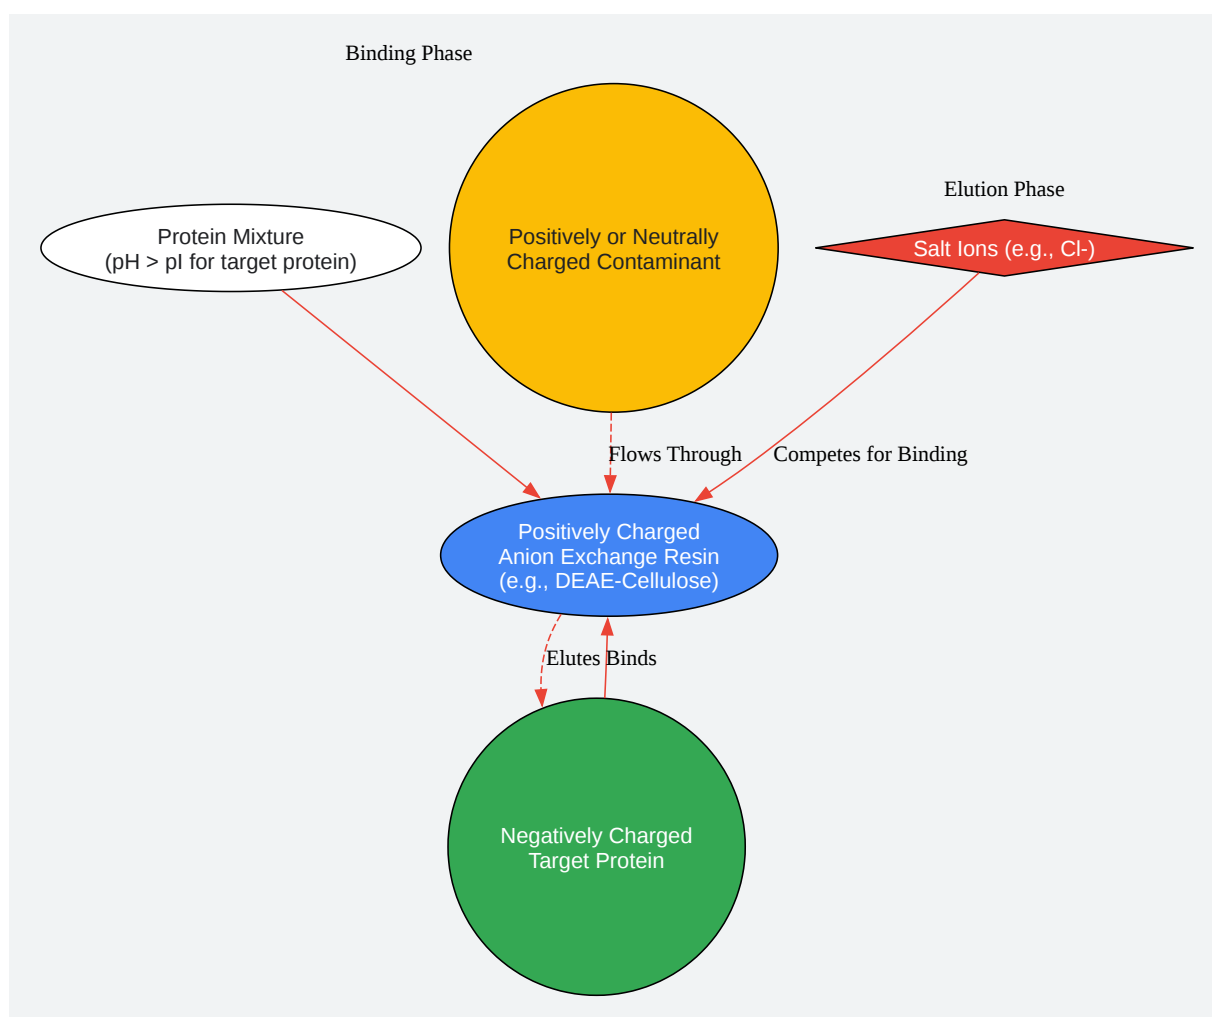 Binding Phase
Elution Phase
Protein Mixture
(pH > pI for target protein)
Positively or Neutrally
Charged Contaminant
Salt Ions (e.g., Cl-)
Flows Through
Competes for Binding
Positively Charged
Anion Exchange Resin
(e.g., DEAE-Cellulose)
Elutes
Binds
Negatively Charged
Target Protein